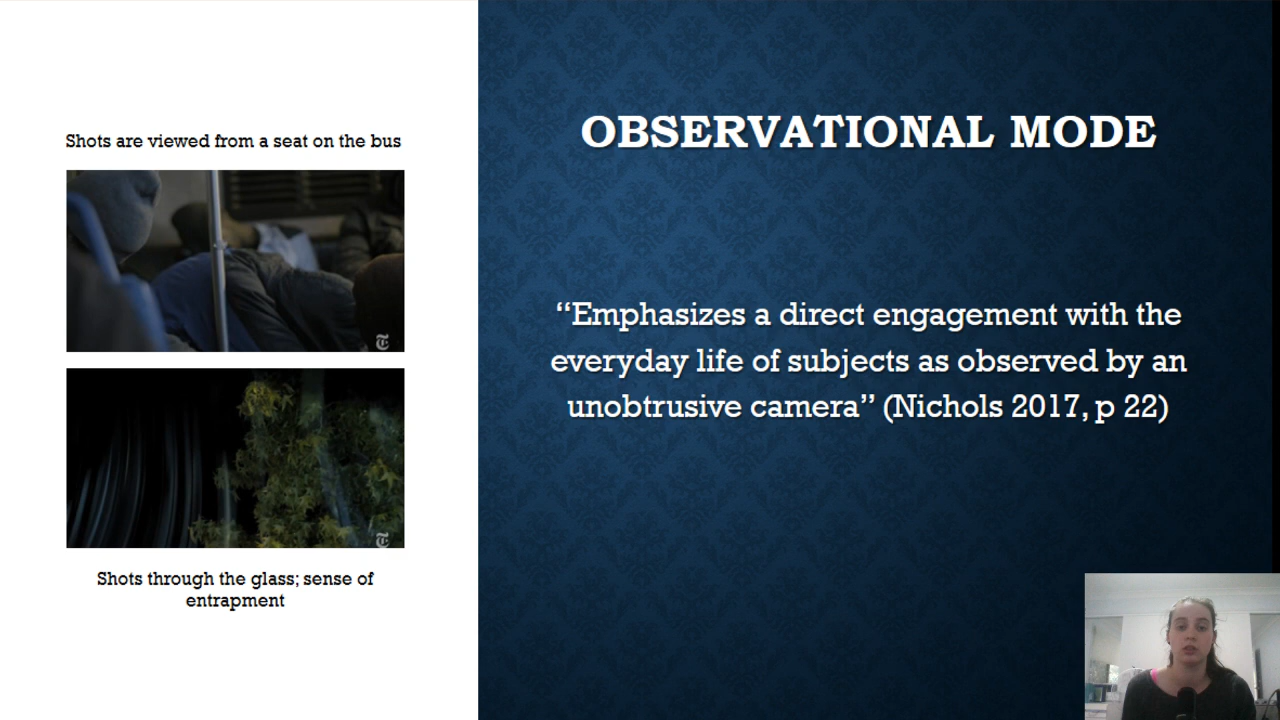 Shots are viewed from a seat on the bus
Shots through the glass; sense of
entrapment
OBSERVATIONAL MODE
“Emphasizes a direct engagement with the
everyday life of subjects as observed by an
unobtrusive camera” (Nichols 2017, p 22)